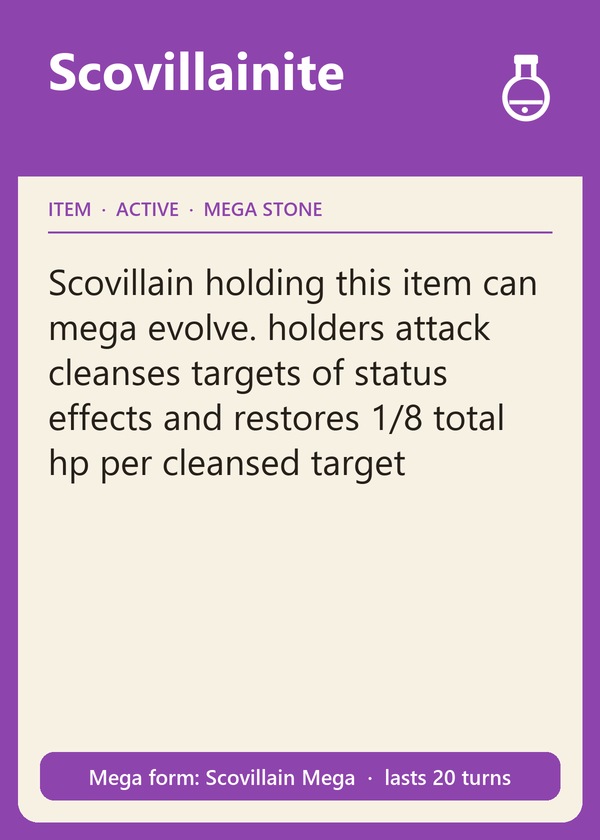 Scovillainite
ITEM · ACTIVE · MEGA STONE
Scovillain holding this item can
mega evolve. holders attack
cleanses targets of status
effects and restores 1/8 total
hp per cleansed target
Mega form: Scovillain Mega · lasts 20 turns